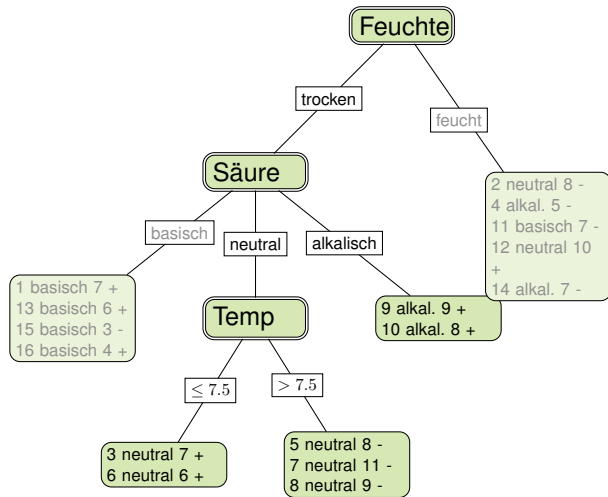 Feuchte
trocken
feucht
Säure
2 neutral 8 -
4 alkal. 5 -
11 basisch 7 -
12 neutral 10
+
14 alkal. 7 -
basisch
neutral
alkalisch
1 basisch 7 +
13 basisch 6 +
15 basisch 3 -
16 basisch 4 +
Temp
9 alkal. 9 +
10 alkal. 8 +
≤ 7.5
> 7.5
3 neutral 7 +
6 neutral 6 +
5 neutral 8 -
7 neutral 11 -
8 neutral 9 -